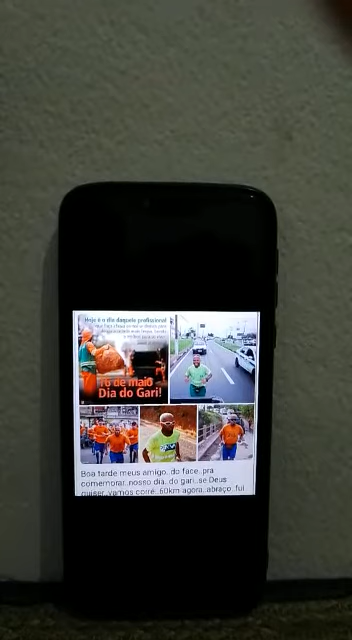 Hoje é o dia daquele profissional
16 de maio
Dia do Gari!
Boa tarde meus amigo..do face..pra
comemorar..nosso dia..do gari..se Deus
quiser..vamos corrê..60km agora..abraço..fui